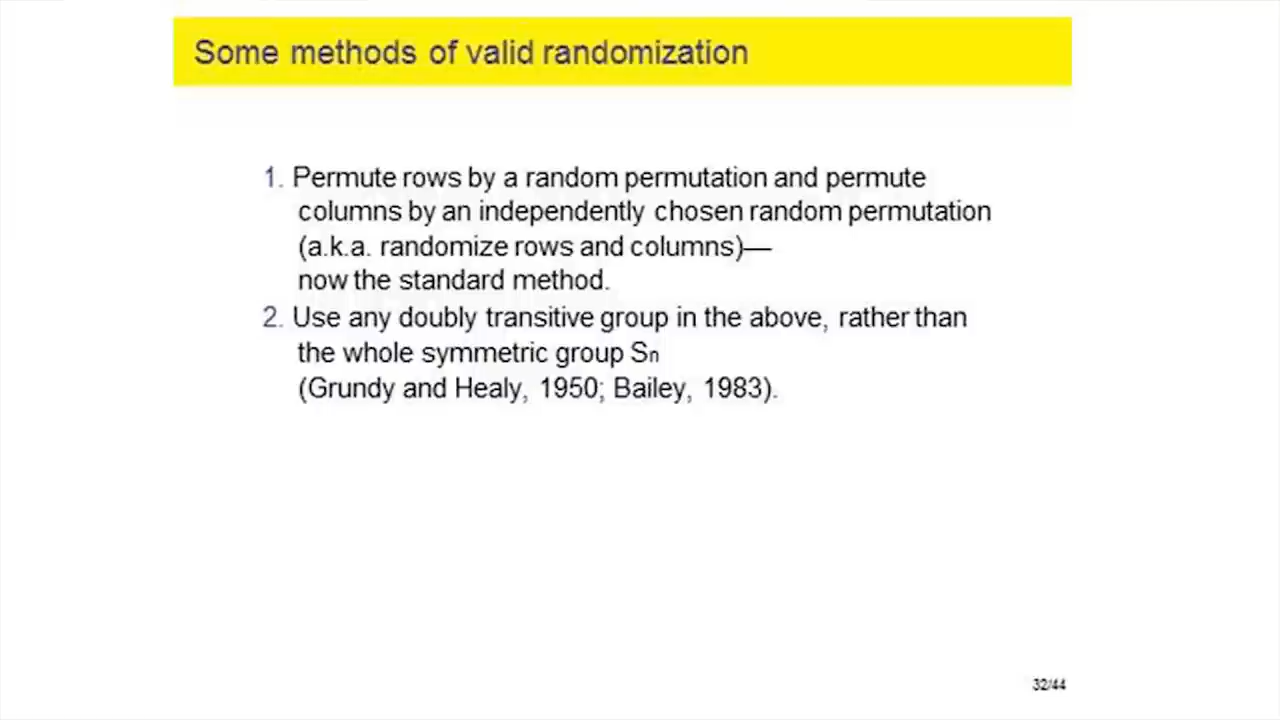 Some methods of valid randomization
1. Permute rows by a random permutation and permute
columns by an independently chosen random permutation
(a.k.a. randomize rows and columns)—
now the standard method.
2. Use any doubly transitive group in the above, rather than
the whole symmetric group Sn
(Grundy and Healy, 1950; Bailey, 1983).
32/44